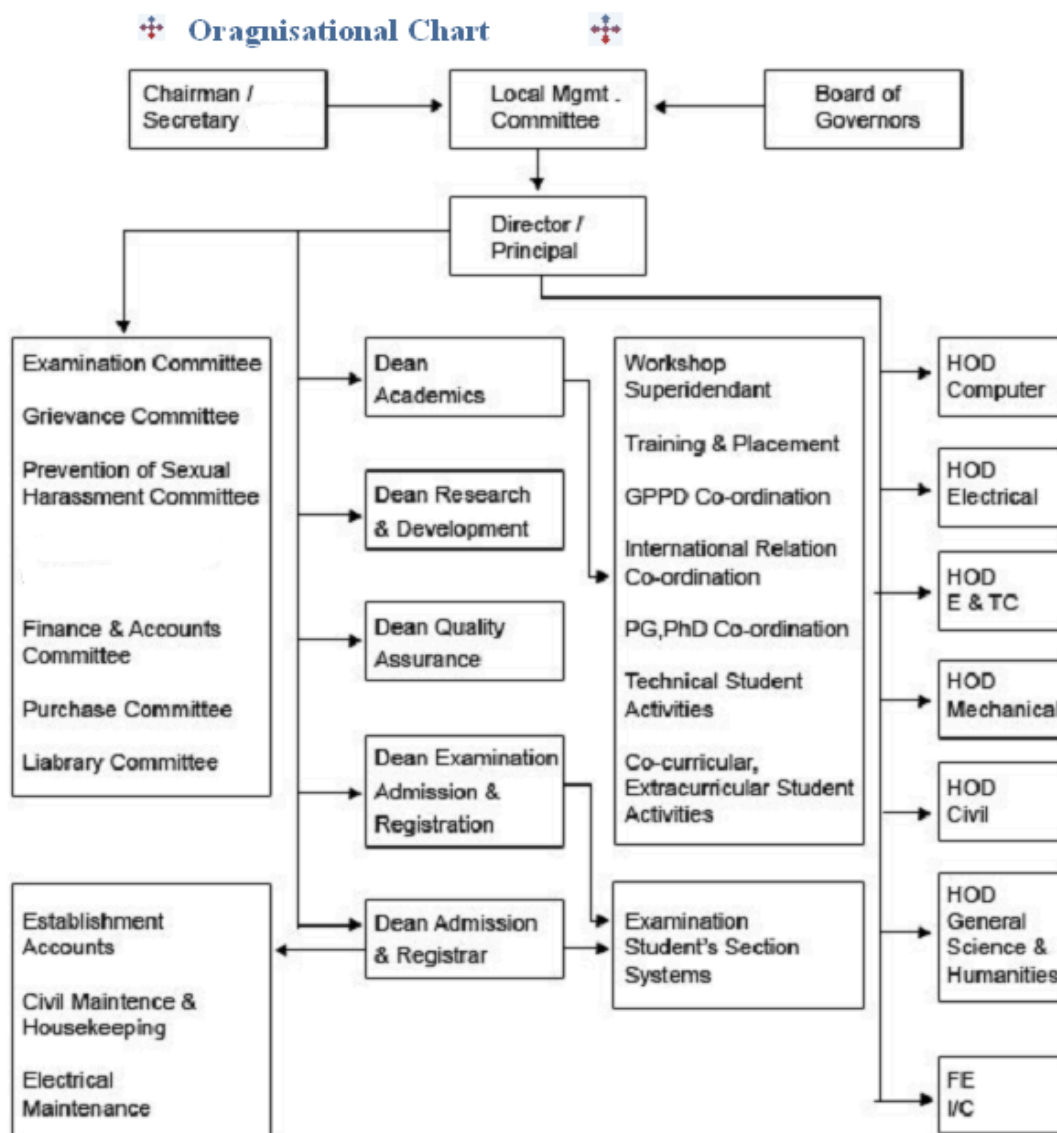 Oragnisational Chart
Chairman /
Secretary
Local Mgmt .
Committee
Board of
Governors
Director /
Principal
Examination Committee
Grievance Committee
Prevention of Sexual
Harassment Committee
Finance & Accounts
Committee
Purchase Committee
Liabrary Committee
Dean
Academics
Dean Research
& Development
Dean Quality
Assurance
Dean Examination
Admission &
Registration
Dean Admission
& Registrar
Workshop
Superidendant
Training & Placement
GPPD Co-ordination
International Relation
Co-ordination
PG,PhD Co-ordination
Technical Student
Activities
Co-curricular,
Extracurricular Student
Activities
Examination
Student's Section
Systems
HOD
Computer
HOD
Electrical
HOD
E & TC
HOD
Mechanical
HOD
Civil
HOD
General
Science &
Humanities
FE
I/C
Establishment
Accounts
Civil Maintence &
Housekeeping
Electrical
Maintenance